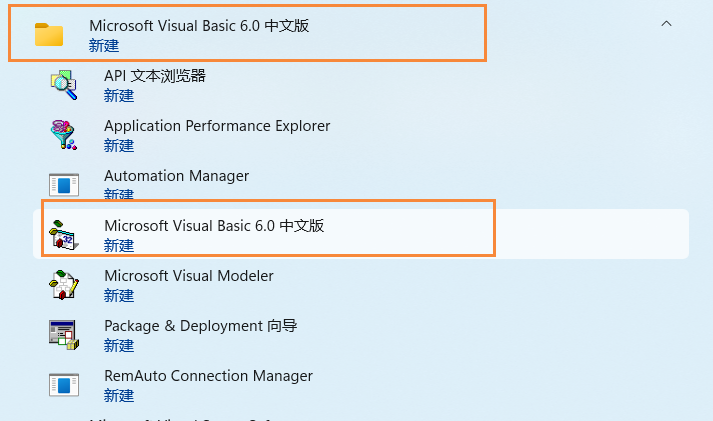 Microsoft Visual Basic 6.0 中文版
新建
API 文本浏览器
新建
Application Performance Explorer
新建
Automation Manager
新建
Microsoft Visual Basic 6.0 中文版
新建
Microsoft Visual Modeler
新建
Package & Deployment 向导
新建
RemAuto Connection Manager
新建